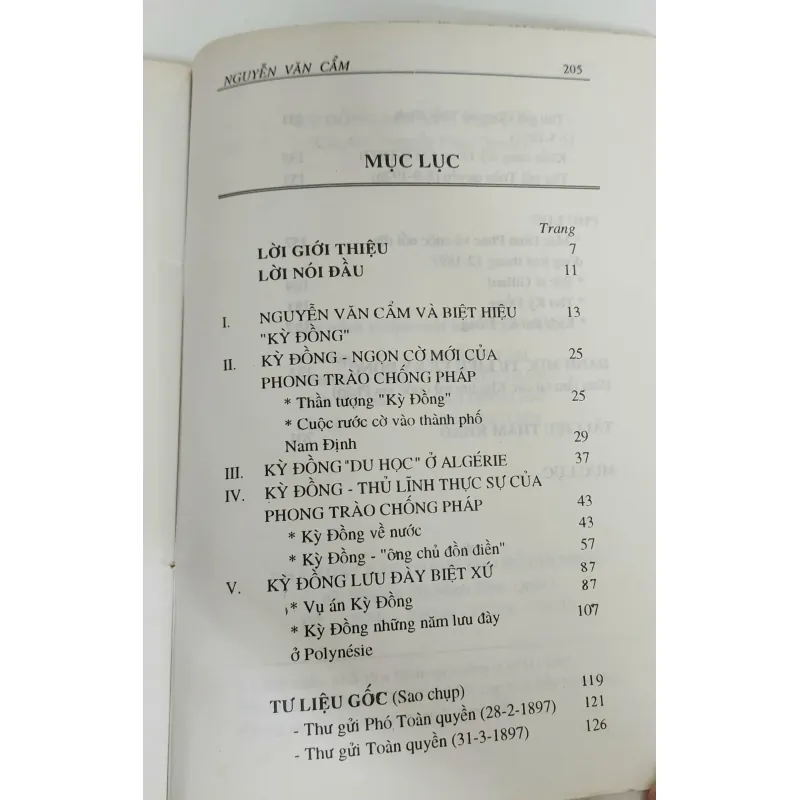 NGUYỄN VĂN CẨM 205
MỤC LỤC
Trang
LỜI GIỚI THIỆU 7
LỜI NÓI ĐẦU 11
I. NGUYỄN VĂN CẨM VÀ BIỆT HIỆU 13
"KỲ ĐỒNG"
II. KỲ ĐỒNG - NGỌN CỜ MỚI CỦA 25
PHONG TRÀO CHỐNG PHÁP
* Thần tượng "Kỳ Đồng" 25
* Cuộc rước cờ vào thành phố
Nam Định 29
III. KỲ ĐỒNG "DU HỌC" Ở ALGÉRIE 37
IV. KỲ ĐỒNG - THỦ LĨNH THỰC SỰ CỦA
PHONG TRÀO CHỐNG PHÁP 43
* Kỳ Đồng về nước 43
* Kỳ Đồng - "ông chủ đồn điền" 57
V. KỲ ĐỒNG LƯU ĐÀY BIỆT XỨ 87
* Vụ án Kỳ Đồng 87
* Kỳ Đồng những năm lưu đày 107
ở Polynésie
TƯ LIỆU GỐC (Sao chụp) 119
- Thư gửi Phó Toàn quyền (28-2-1897) 121
- Thư gửi Toàn quyền (31-3-1897) 126